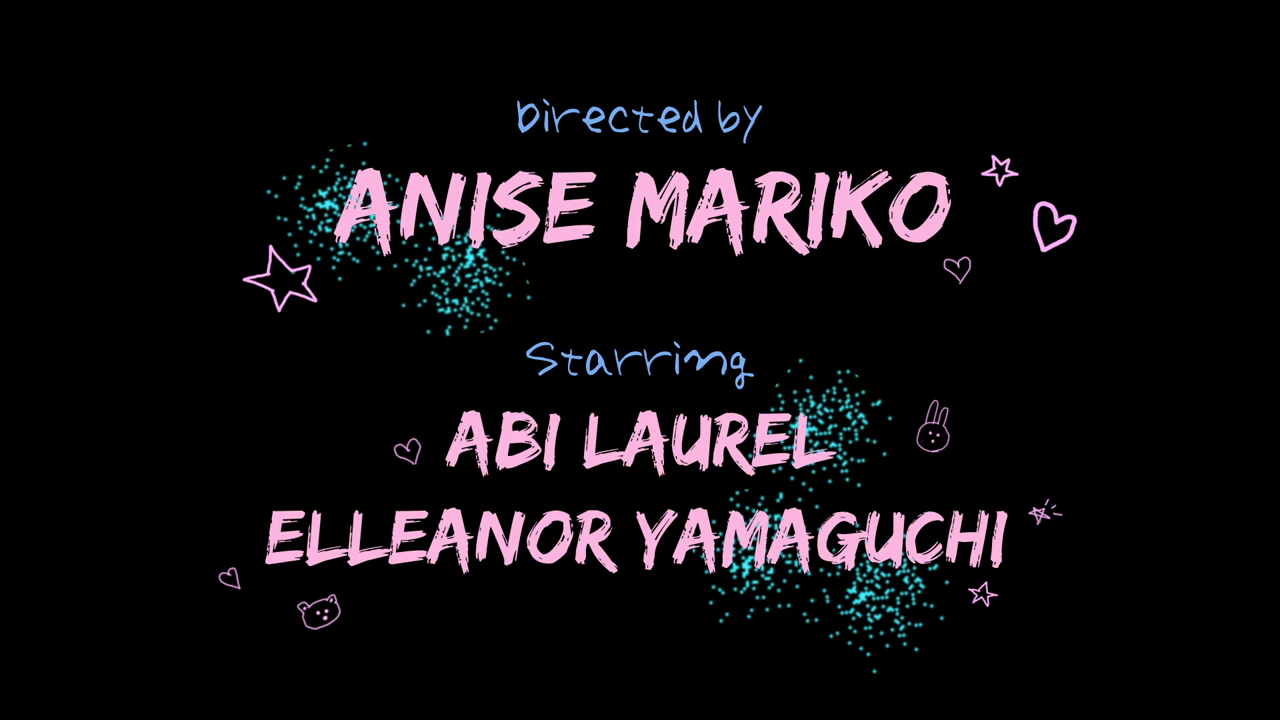 Directed by
ANISE MARIKO
Starring
ABI LAUREL
ELLEANOR YAMAGUCHI